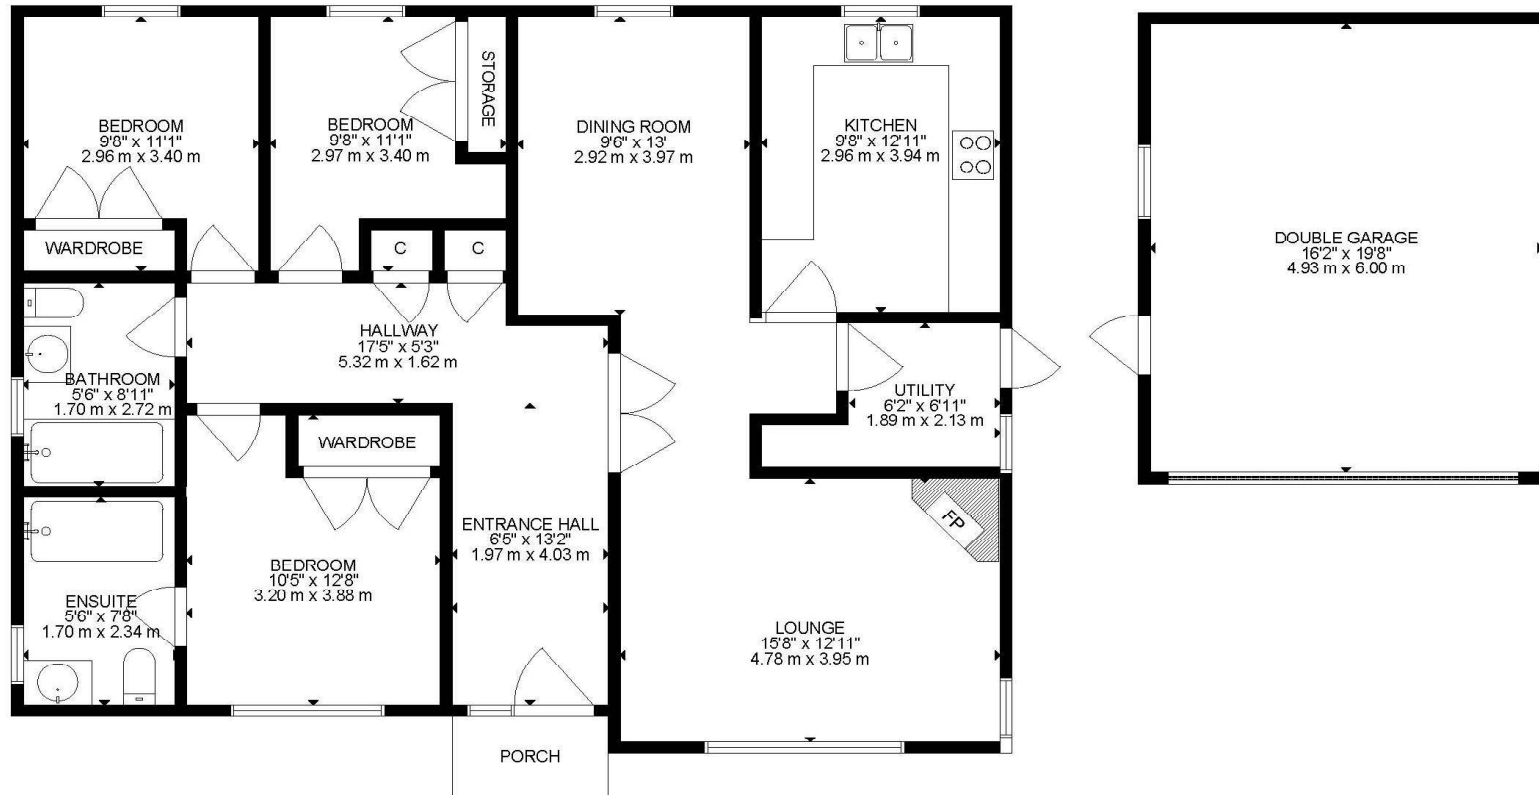 BEDROOM
9'8" x 11'1"
2.96 m x 3.40 m
WARDROBE
BEDROOM
9'8" x 11'1"
2.97 m x 3.40 m
STORAGE
C
C
DINING ROOM
9'6" x 13'
2.92 m x 3.97 m
KITCHEN
9'8" x 12'11"
2.96 m x 3.94 m
DOUBLE GARAGE
16'2" x 19'8"
4.93 m x 6.00 m
HALLWAY
17'5" x 5'3"
5.32 m x 1.62 m
BATHROOM
5'6" x 8'11"
1.70 m x 2.72 m
UTILITY
6'2" x 6'11"
1.89 m x 2.13 m
WARDROBE
ENTRANCE HALL
6'5" x 13'2"
1.97 m x 4.03 m
FP
BEDROOM
10'5" x 12'8"
3.20 m x 3.88 m
ENSUITE
5'6" x 7'8"
1.70 m x 2.34 m
LOUNGE
15'8" x 12'11"
4.78 m x 3.95 m
PORCH